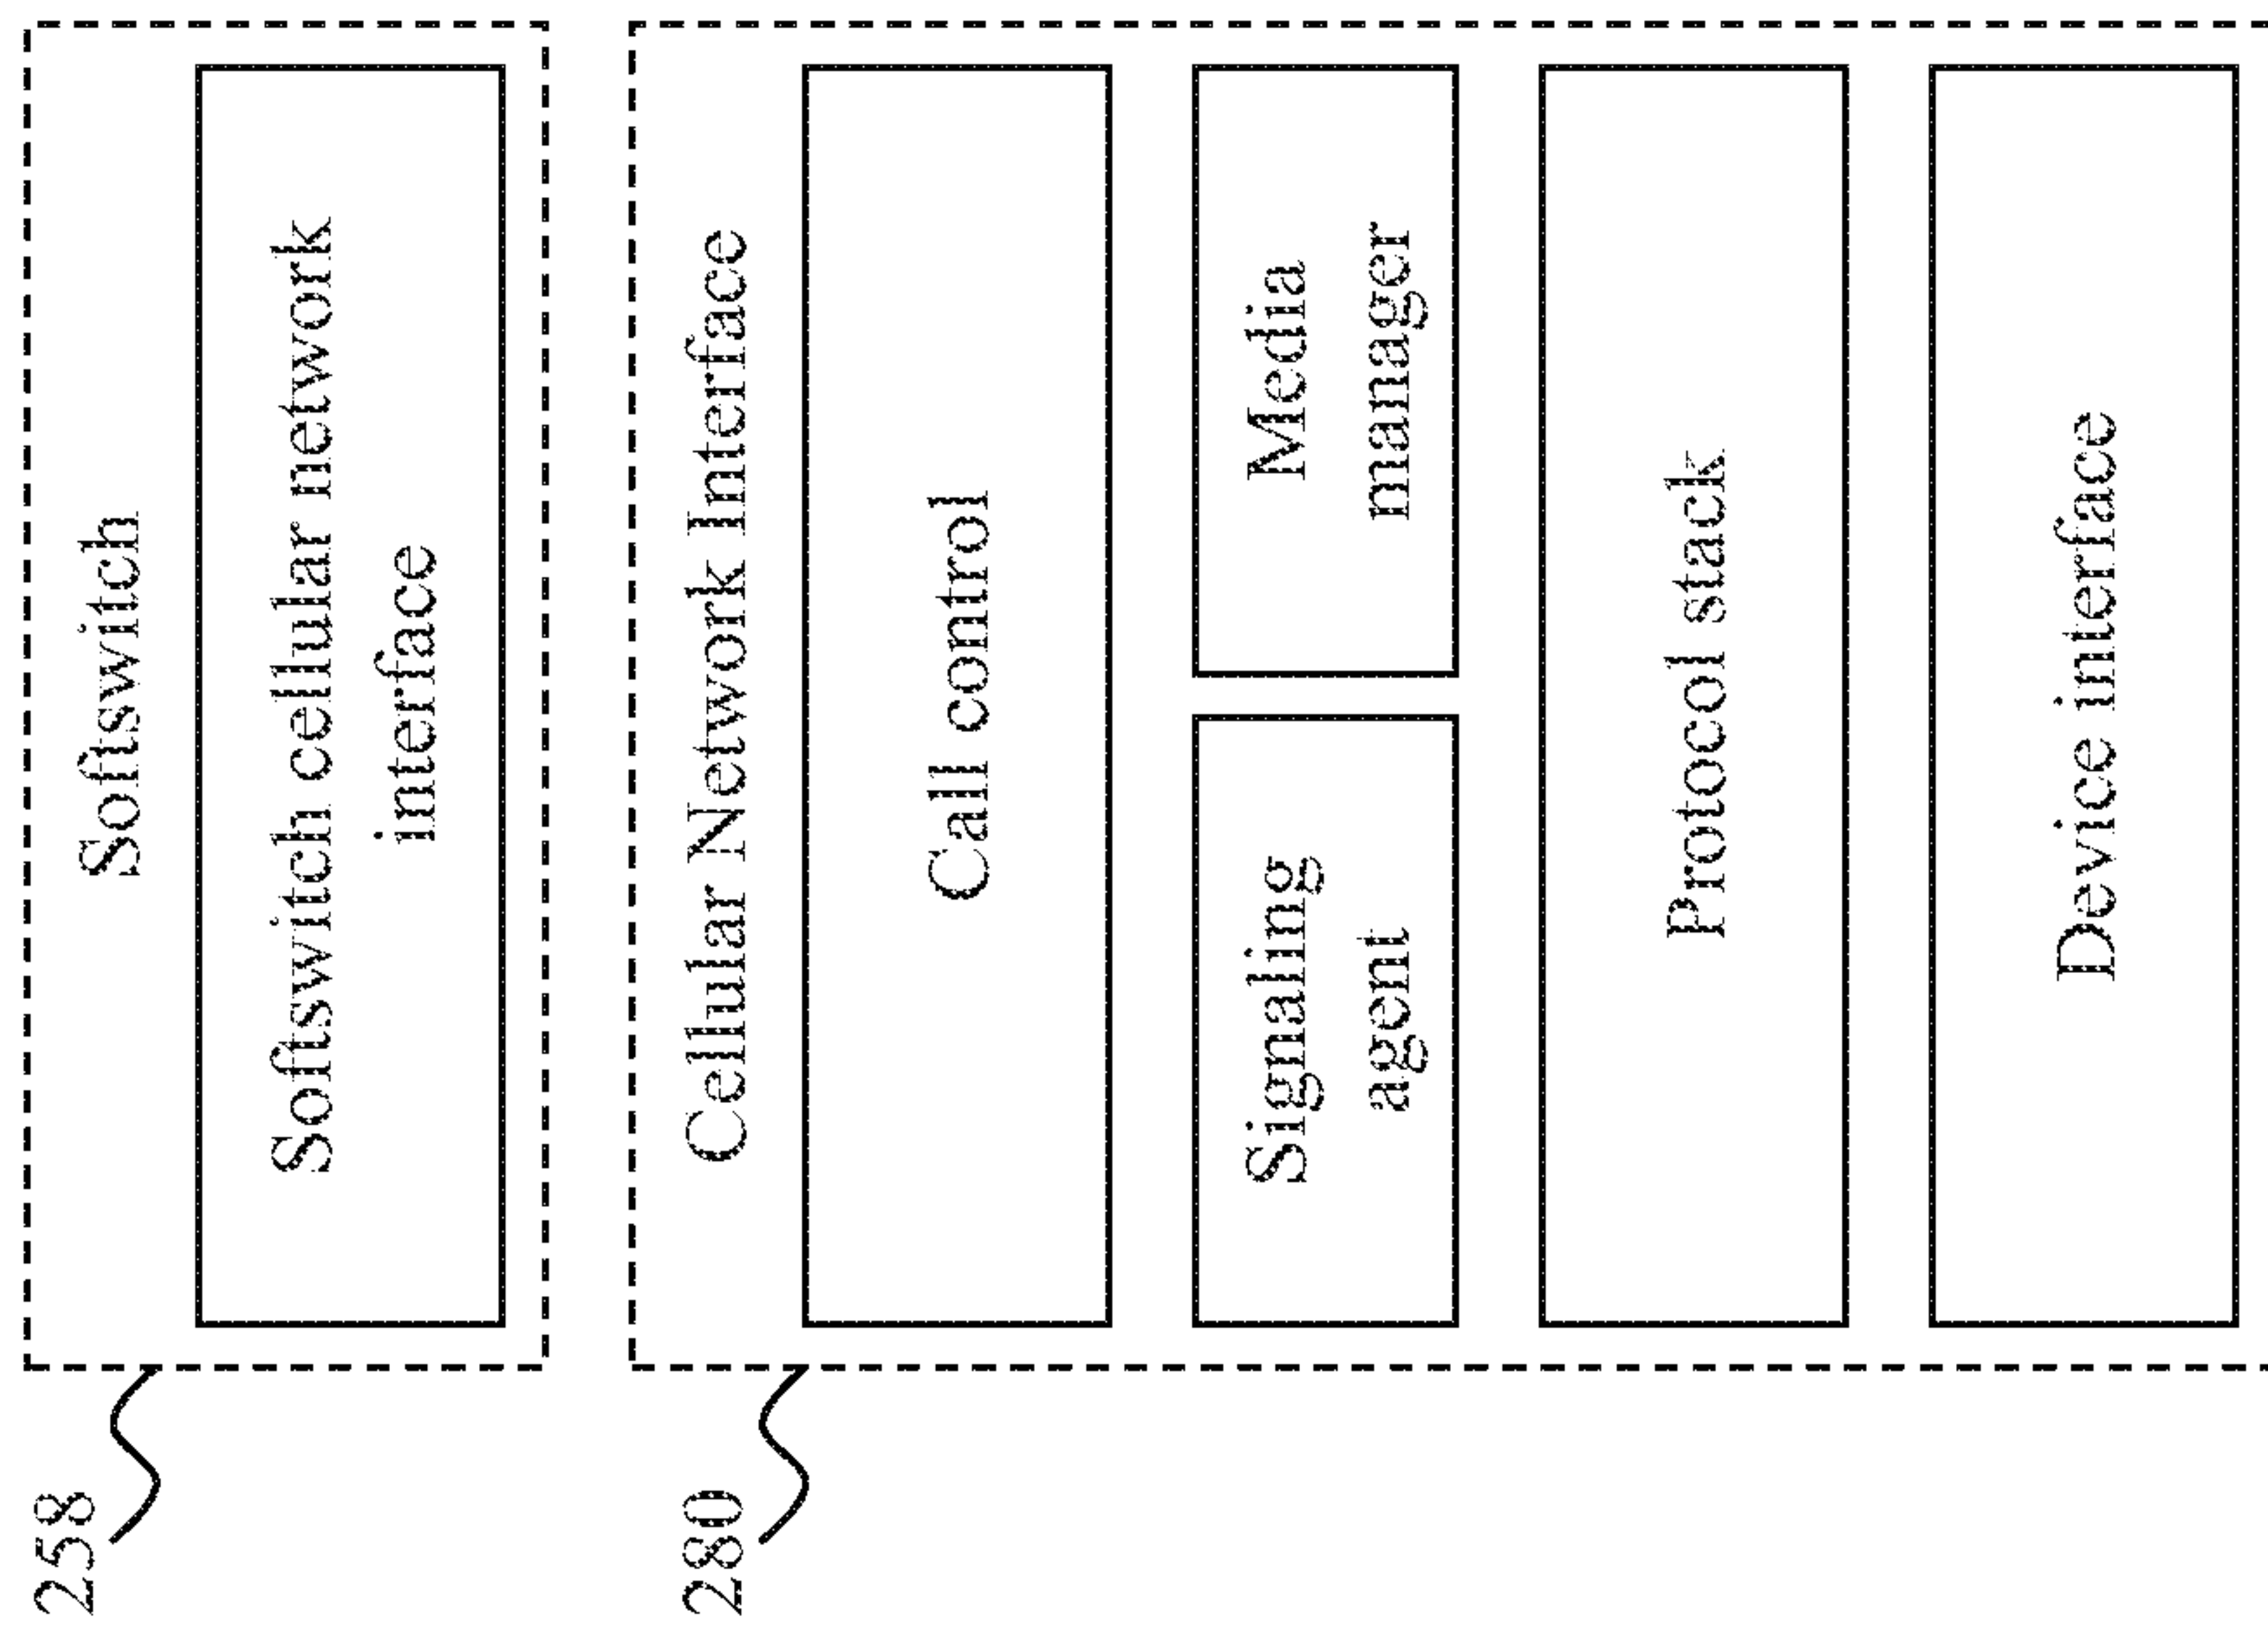 258
Softswitch
Softswitch cellular network
interface
280
Cellular Network Interface
Call control
Signaling
agent
Media
manager
Protocol stack
Device interface